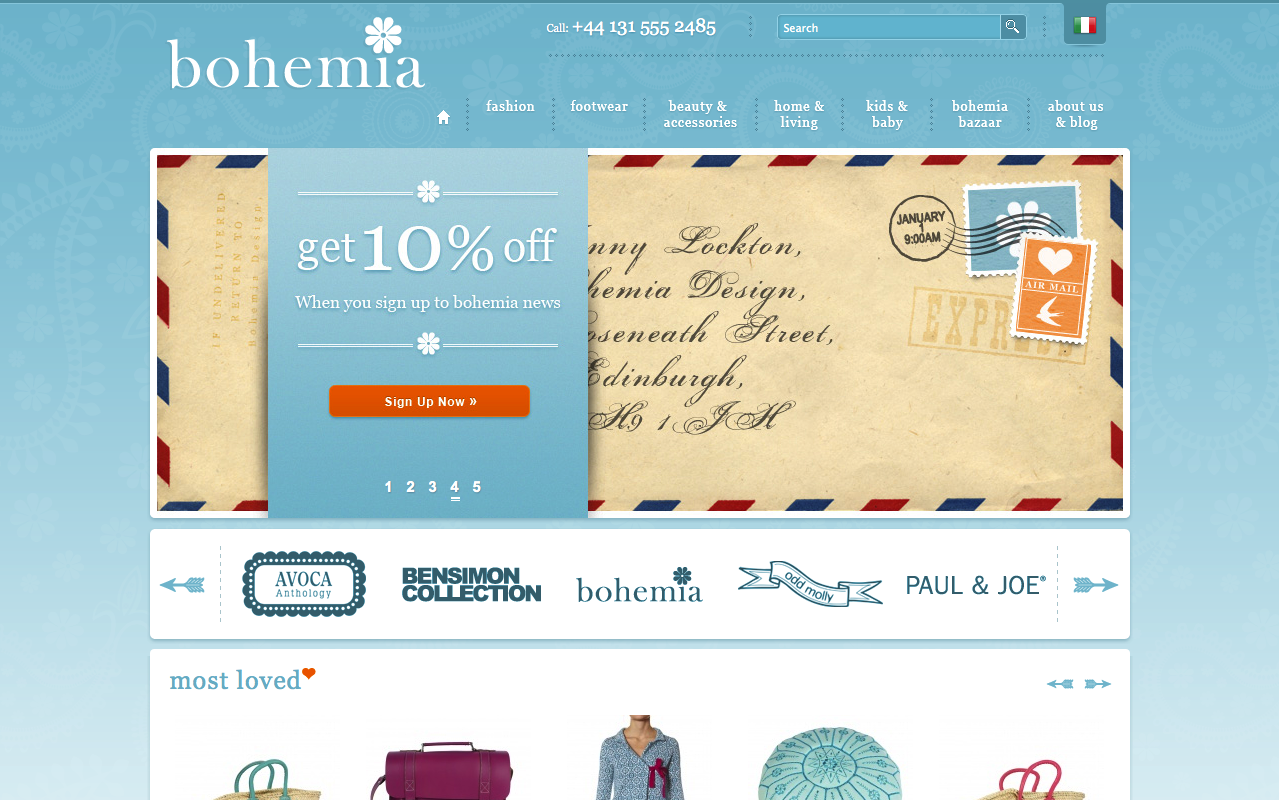 bohemia
Call: +44 131 555 2485
Search
fashion
footwear
beauty &
accessories
home &
living
kids &
baby
bohemia
bazaar
about us
& blog
IF UNDELIVERED
RETURN TO
Bohemia Design,
get 10% off
When you sign up to bohemia news
Sign Up Now »
1 2 3 4 5
nny Lockton,
hemia Design,
oseneath Street,
Edinburgh,
H9 1JH
JANUARY
1
9:00AM
AIR MAIL
EXPRESS
AVOCA
Anthology
BENSIMON
COLLECTION
bohemia
odd molly
PAUL & JOE®
most loved